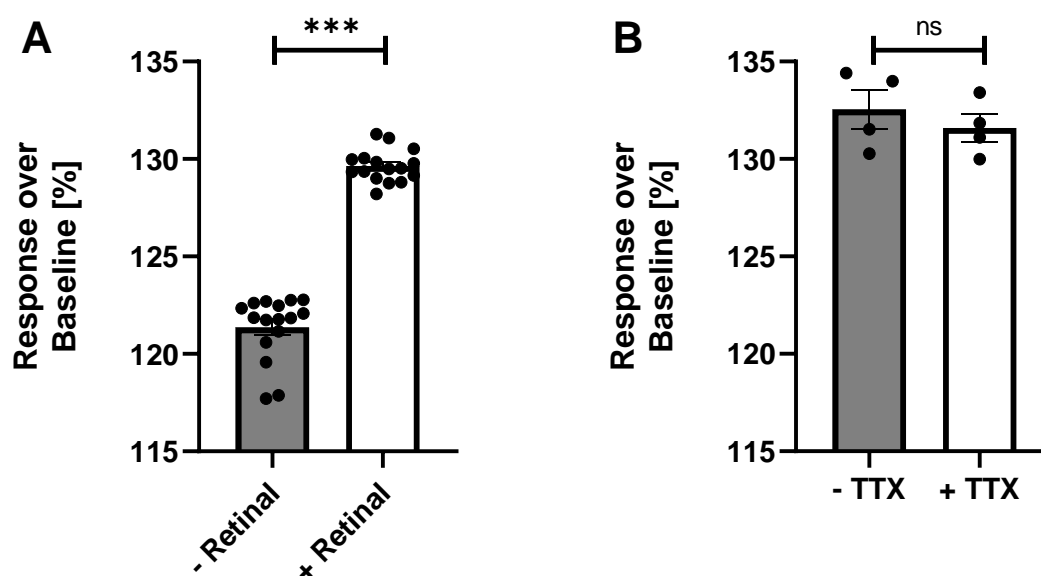 A
***
135
130
125
120
115
Response over
Baseline [%]
- Retinal
+ Retinal
B
ns
135
130
125
120
115
Response over
Baseline [%]
- TTX
+ TTX